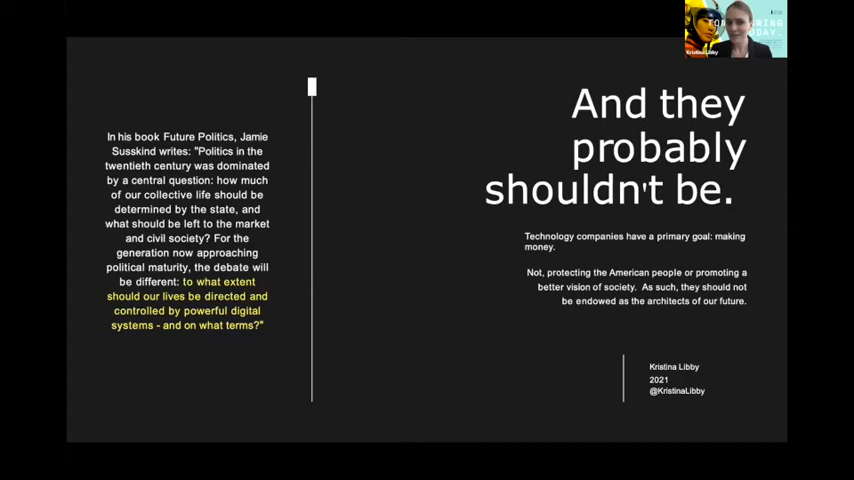 KristinaLibby
And they
probably
shouldn't be.
In his book Future Politics, Jamie
Susskind writes: "Politics in the
twentieth century was dominated
by a central question: how much
of our collective life should be
determined by the state, and
what should be left to the market
and civil society? For the
generation now approaching
political maturity, the debate will
be different: to what extent
should our lives be directed and
controlled by powerful digital
systems - and on what terms?"
Technology companies have a primary goal: making
money.
Not, protecting the American people or promoting a
better vision of society. As such, they should not
be endowed as the architects of our future.
Kristina Libby
2021
@KristinaLibby